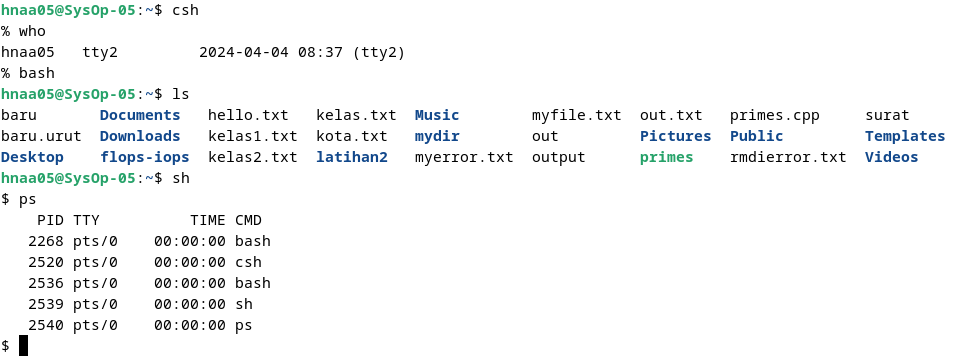 hnaa05@SysOp-05:~$ csh
% who
hnaa05   tty2         2024-04-04 08:37 (tty2)
% bash
hnaa05@SysOp-05:~$ ls
baru       Documents   hello.txt   kelas.txt  Music        myfile.txt  out.txt   primes.cpp     surat
baru.urut  Downloads   kelas1.txt  kota.txt   mydir        out         Pictures  Public         Templates
Desktop    flops-iops  kelas2.txt  latihan2   myerror.txt  output      primes    rmdierror.txt  Videos
hnaa05@SysOp-05:~$ sh
$ ps
    PID TTY          TIME CMD
   2268 pts/0    00:00:00 bash
   2520 pts/0    00:00:00 csh
   2536 pts/0    00:00:00 bash
   2539 pts/0    00:00:00 sh
   2540 pts/0    00:00:00 ps
$